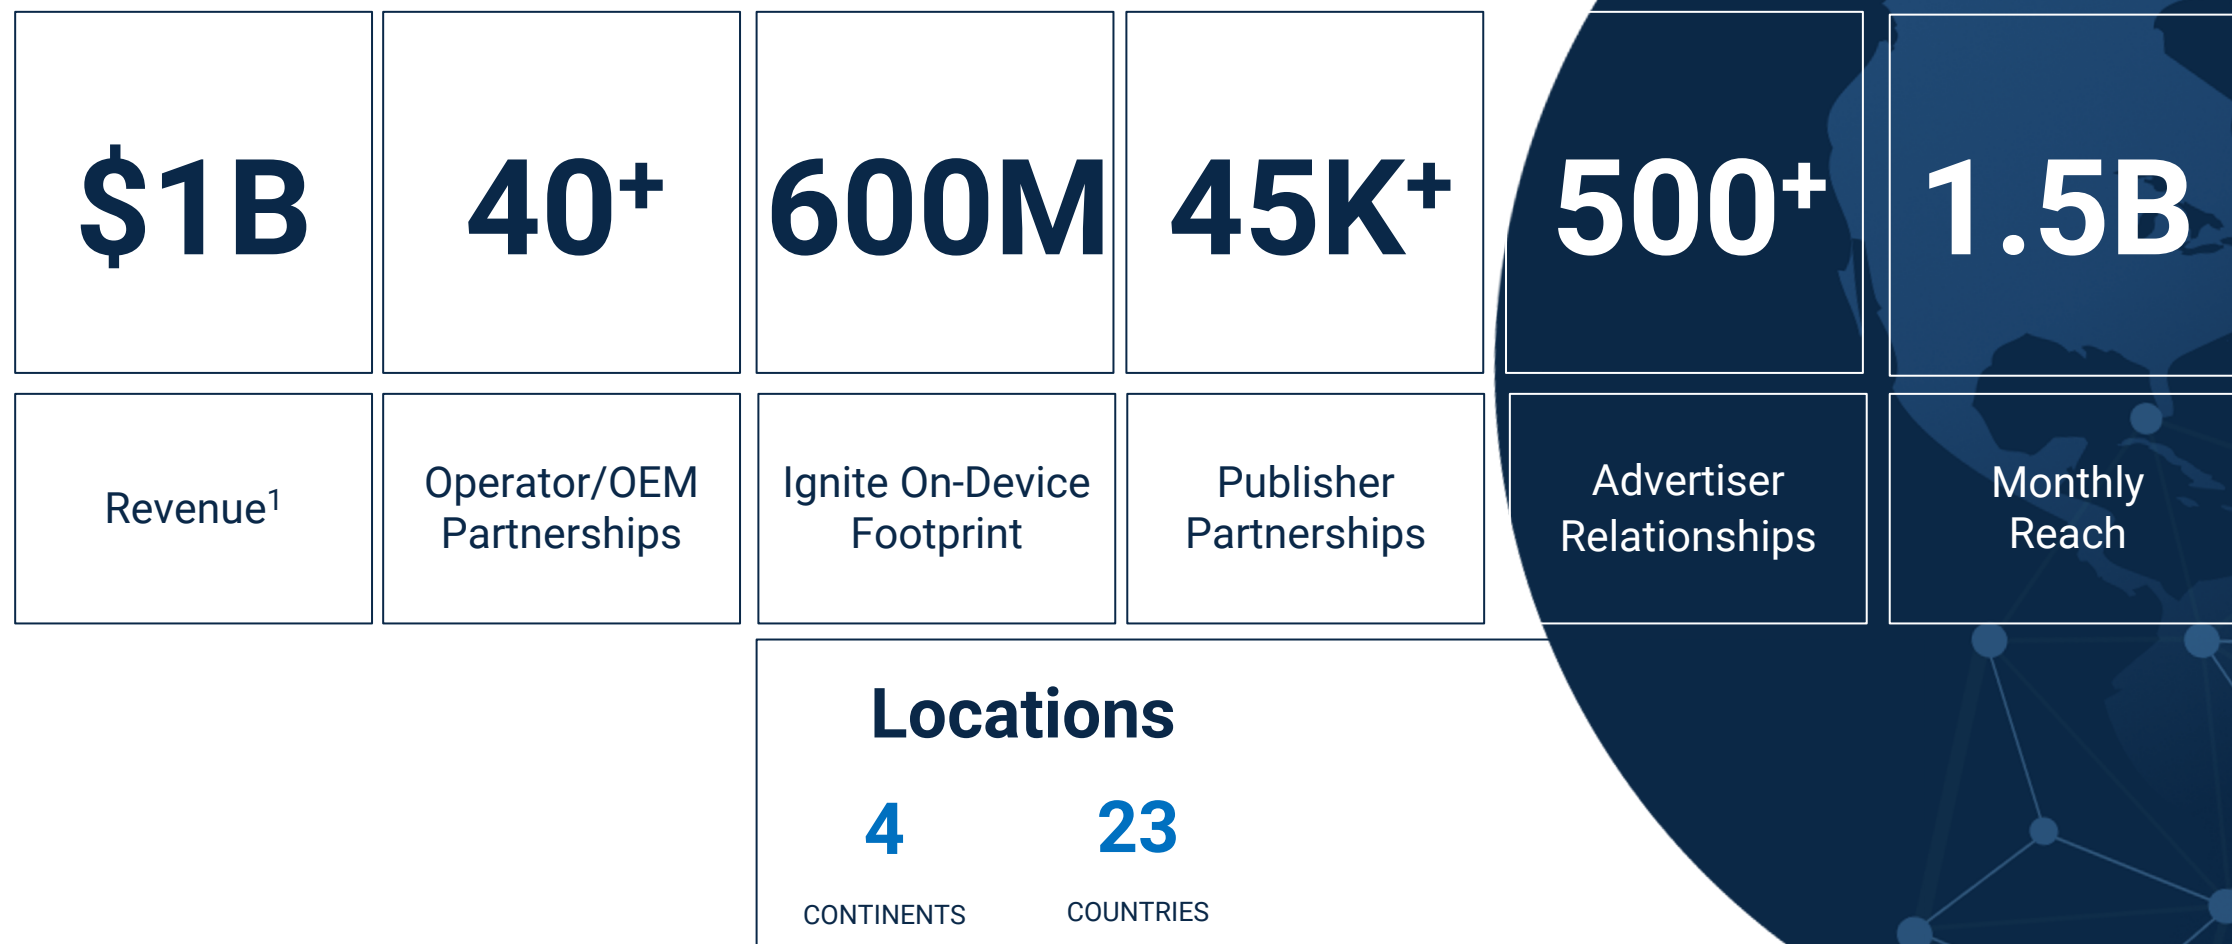 $1B
40+
600M
45K+
500+
1.5B
Revenue1
Operator/OEM
Partnerships
Ignite On-Device
Footprint
Publisher
Partnerships
Advertiser
Relationships
Monthly
Reach
Locations
4
23
CONTINENTS
COUNTRIES